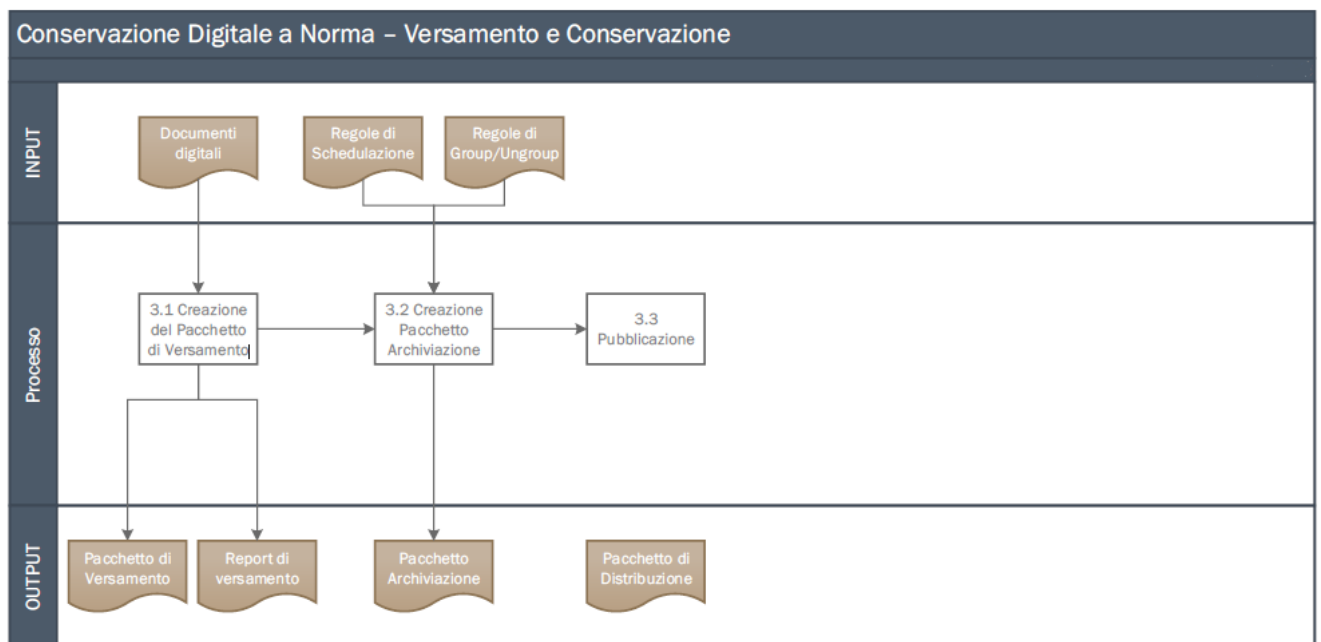 Conservazione Digitale a Norma – Versamento e Conservazione
INPUT
Documenti
digitali
Regole di
Schedulazione
Regole di
Group/Ungroup
Processo
3.1 Creazione
del Pacchetto
di Versamento
3.2 Creazione
Pacchetto
Archiviazione
3.3
Pubblicazione
OUTPUT
Pacchetto di
Versamento
Report di
versamento
Pacchetto
Archiviazione
Pacchetto di
Distribuzione